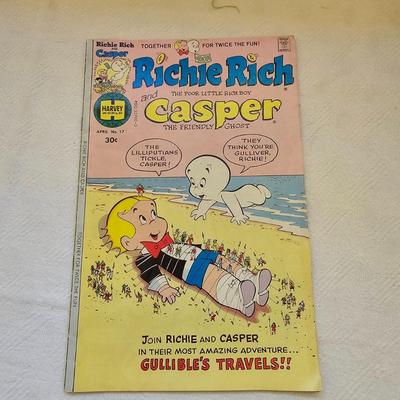 Richie Rich
AND
Casper
TOGETHER FOR TWICE THE FUN!
Richie Rich
and
THE POOR LITTLE RICH BOY
Casper
THE FRIENDLY GHOST
HARVEY
WORLD
APRIL No. 17
30¢
THE
LILLIPUTIANS
TICKLE,
CASPER!
THEY
THINK YOU'RE
GULLIVER,
RICHIE!
JOIN RICHIE AND CASPER
IN THEIR MOST AMAZING ADVENTURE...
GULLIBLE'S TRAVELS!!